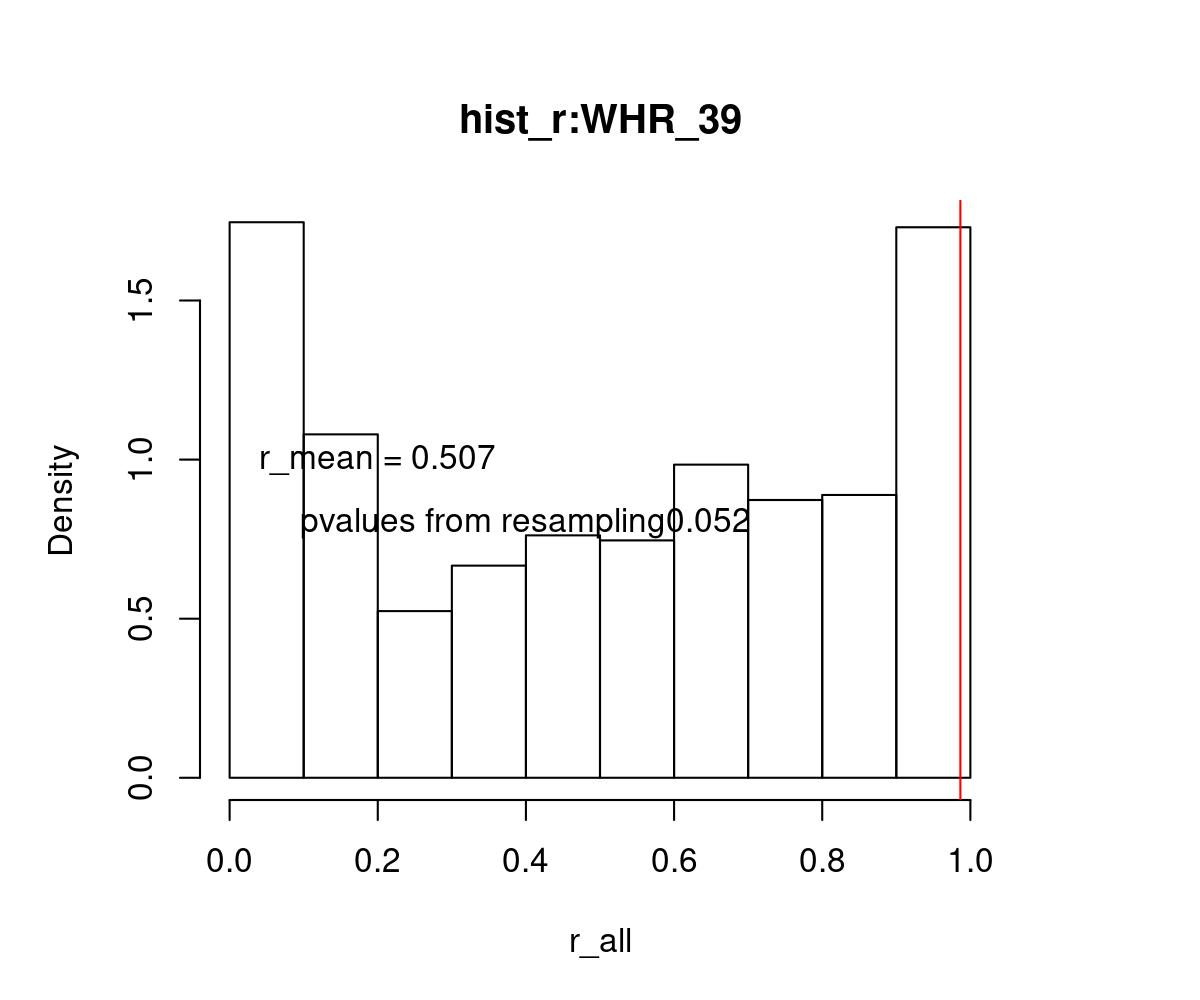 hist_r:WHR_39
Density
1.5
1.0
0.5
0.0
r_mean = 0.507
pvalues from resampling0.052
0.0 0.2 0.4 0.6 0.8 1.0
r_all